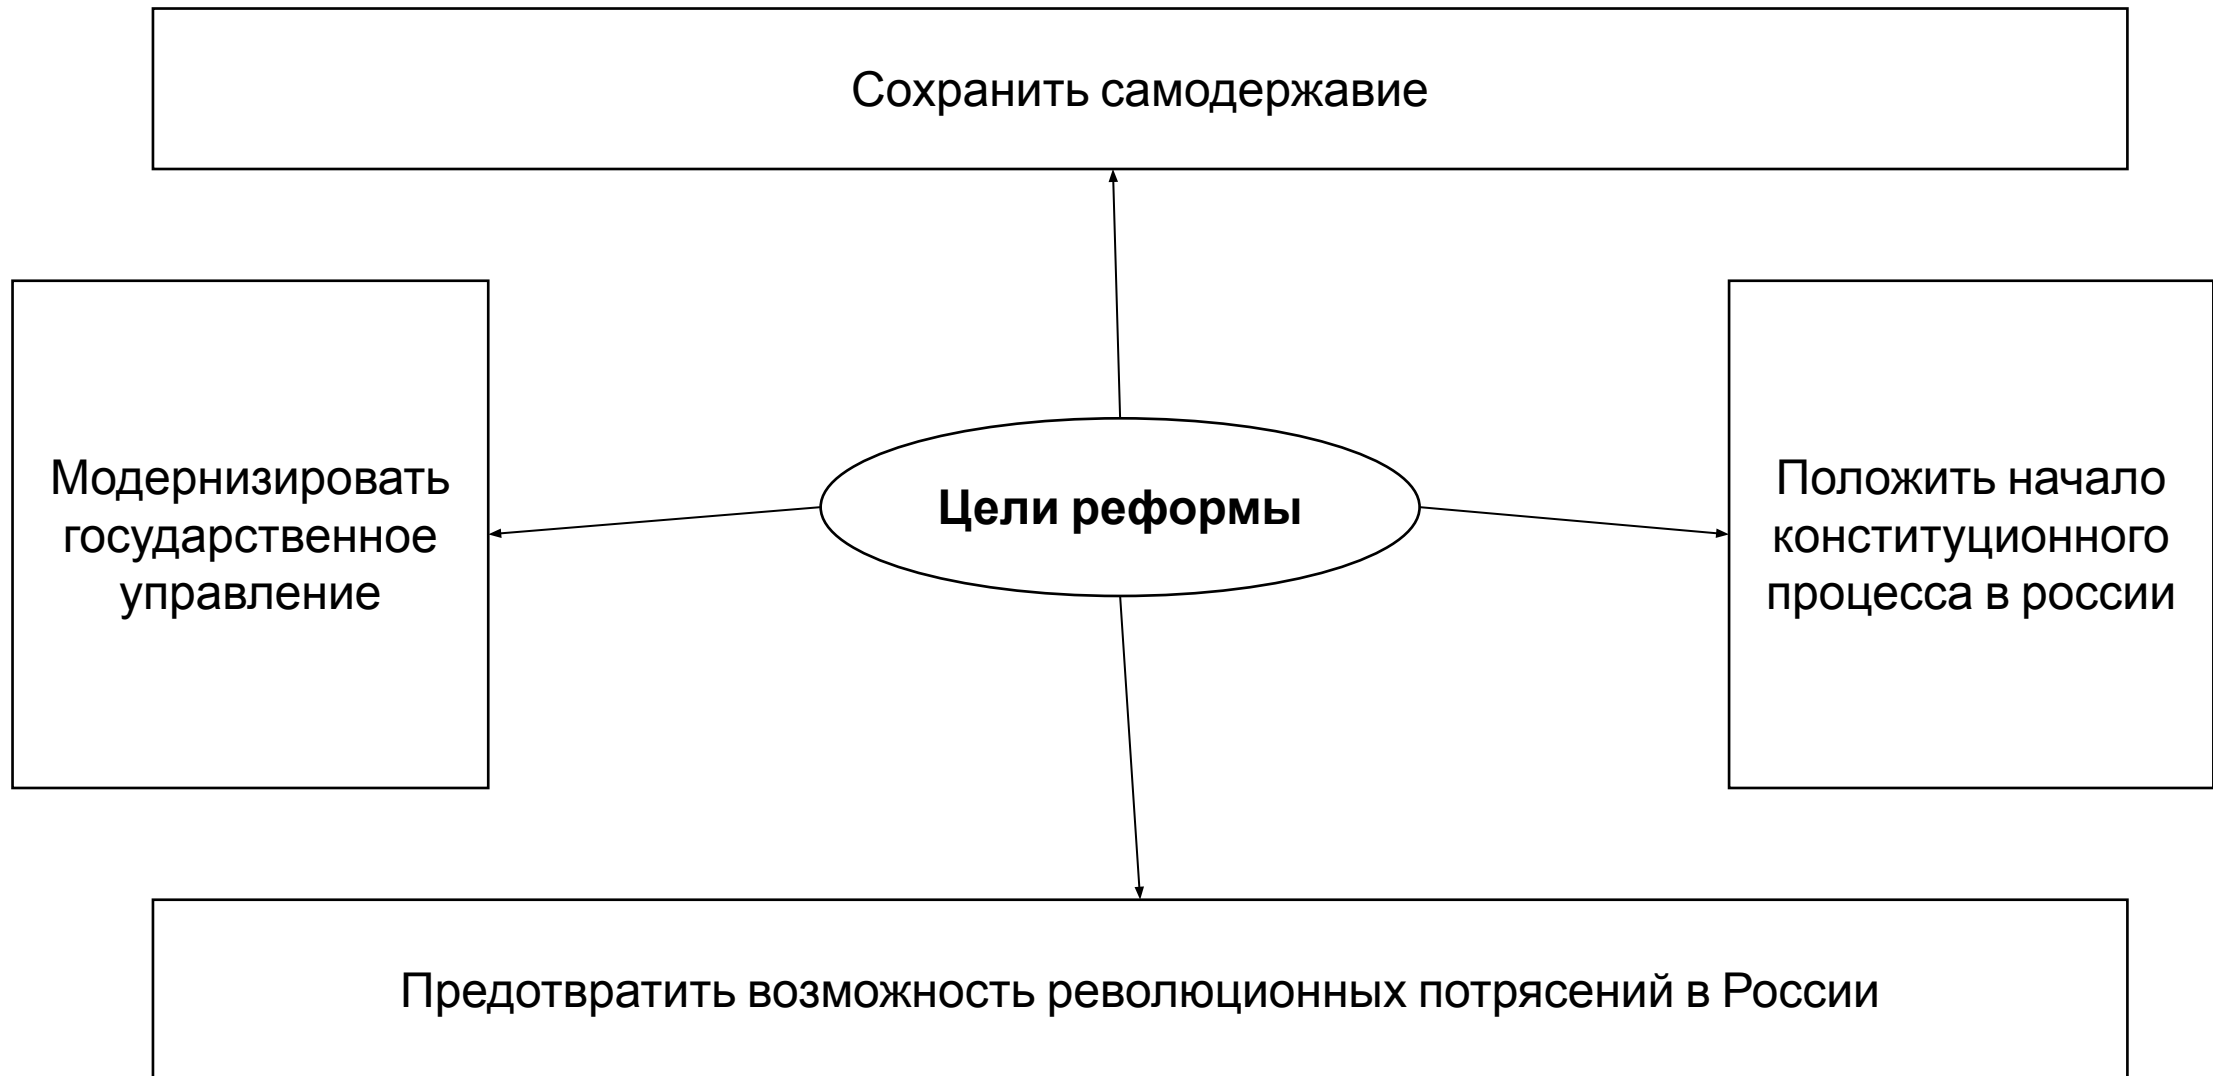 Сохранить самодержавие
Модернизировать
государственное
управление
Цели реформы
Положить начало
конституционного
процесса в россии
Предотвратить возможность революционных потрясений в России